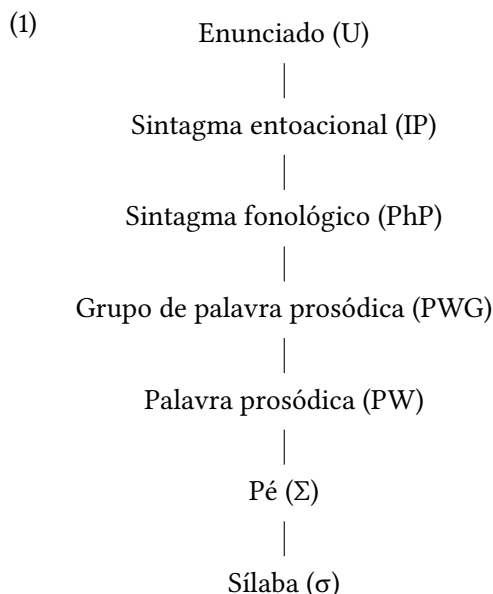 (1) Enunciado (U)
Sintagma entoacional (IP)
Sintagma fonológico (PhP)
Grupo de palavra prosódica (PWG)
Palavra prosódica (PW)
Pé (Σ)
Sílaba (σ)